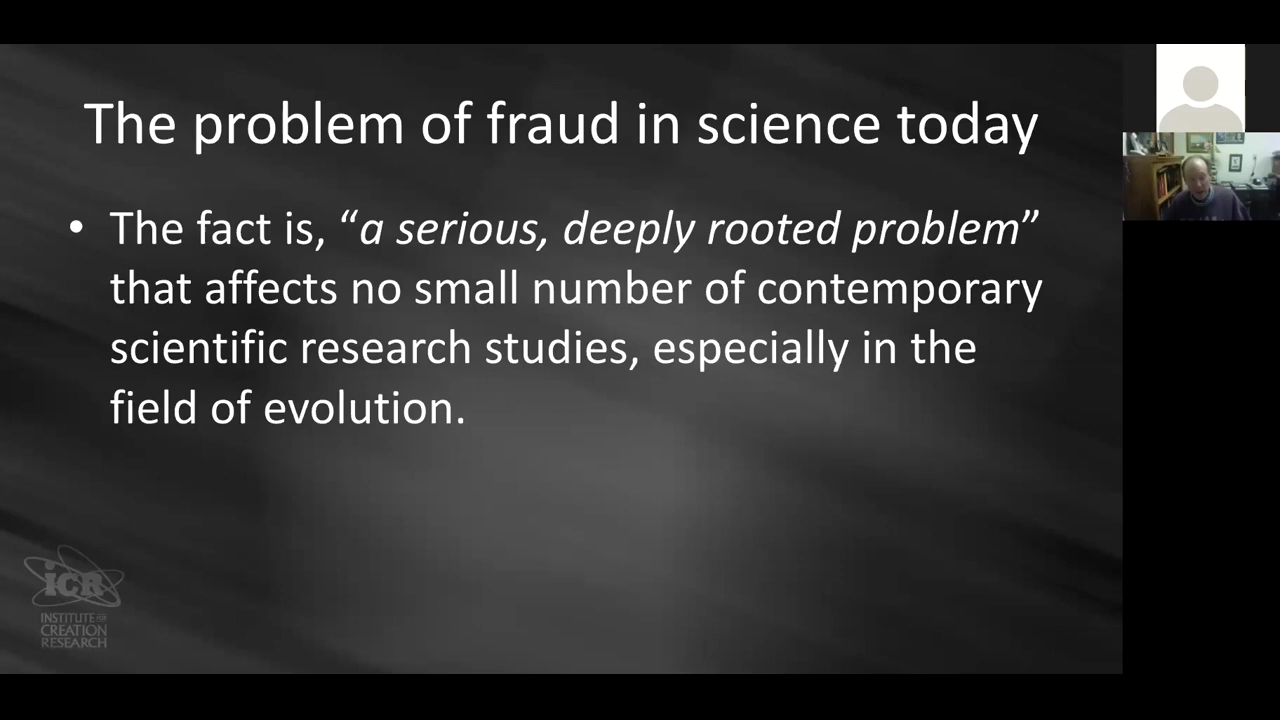 The problem of fraud in science today
• The fact is, “a serious, deeply rooted problem”
that affects no small number of contemporary
scientific research studies, especially in the
field of evolution.
iCR
INSTITUTE FOR
CREATION
RESEARCH